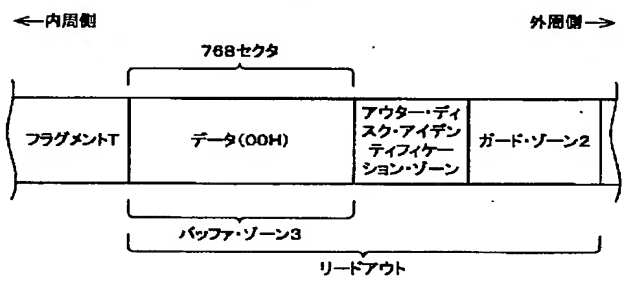 ←内周側
外周側→
768セクタ
フラグメントT
データ(00H)
アウター・ディ
スク・アイデン
ティフィケー
ション・ゾーン
ガード・ゾーン2
バッファ・ゾーン3
リードアウト